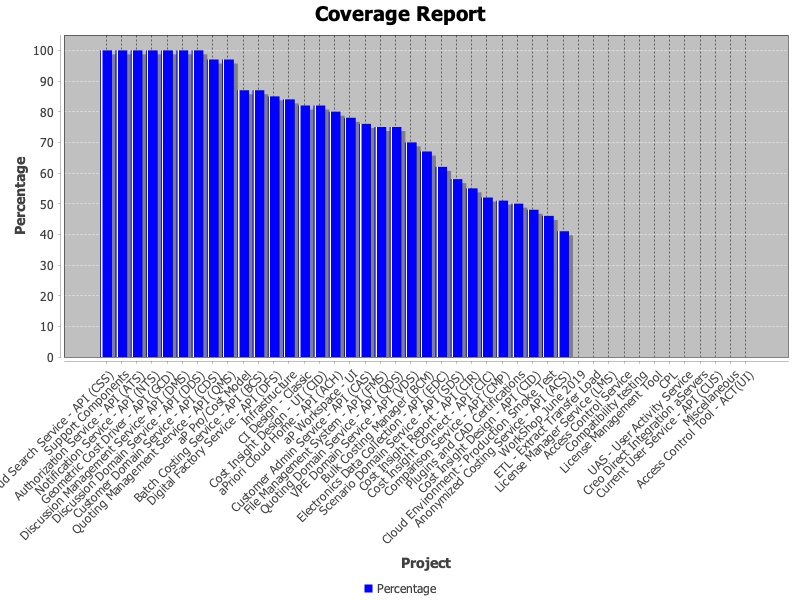 Coverage Report
Percentage
100
90
80
70
60
50
40
30
20
10
0
Search Service - API (CSS)
Support Components
Authorization Service - API (ATS)
Notification Service - API (NTS)
Geometric Cost Driver - API (GCD)
Discussion Management Service - API (DMS)
Discussion Domain Service - API (DDS)
Customer Domain Service - API (CDS)
Quoting Management Service - API (QMS)
aP Pro/ Cost Model
Batch Costing Service - API (BCS)
Digital Factory Service - API (DFS)
Infrastructure
CI Design - Classic
Cost Insight Design - UI (CID)
aPriori Cloud Home - API (ACH)
aP Workspace - UI
Customer Admin Service - API (CAS)
File Management System - API (FMS)
Quoting Domain Service - API (QDS)
VPE Domain Service - API (VDS)
Bulk Costing Manager (BCM)
Electronics Data Collection - API (EDC)
Scenario Domain Service - API (SDS)
Cost Insight Report - API (CIR)
Cost Insight Connect - API (CIC)
Comparison Service - API (CMP)
Plugins and CAD Certifications
Cost Insight Design - API (CID)
Cloud Environment - Production Smoke Test
Anonymized Costing Service - API (ACS)
Workshop June 2019
ETL - Extract Transfer Load
License Manager Service (LMS)
Access Control Service
Compatibility testing
License Management Tool
CPL
UAS - User Activity Service
Creo Direct Integration eServers
Current User Service - API (CUS)
Miscellaneous
Access Control Tool - ACT(UI)
Project
Percentage